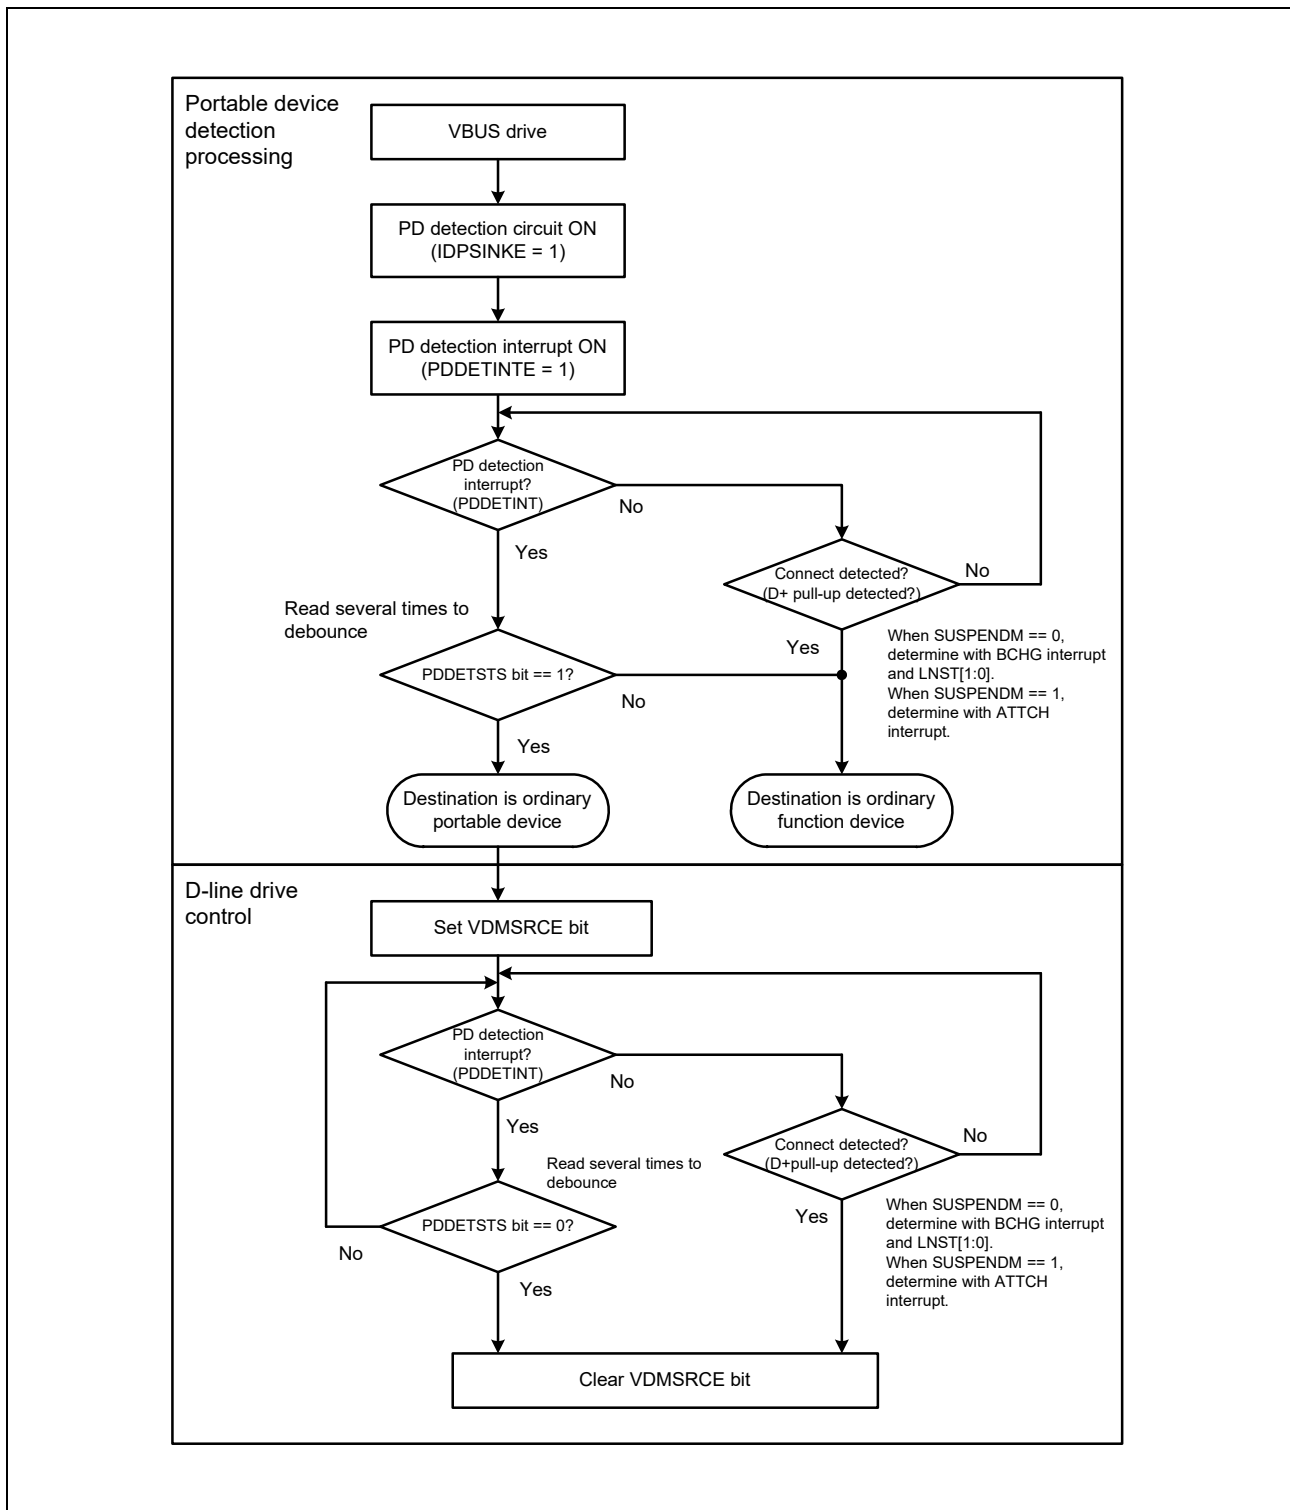 Portable device
detection
processing
VBUS drive
PD detection circuit ON
(IDPSINKE = 1)
PD detection interrupt ON
(PDDETINTE = 1)
PD detection
interrupt?
(PDDETINT)
No
Yes
Connect detected?
(D+ pull-up detected?)
No
Read several times to
debounce
Yes
When SUSPENDM == 0,
determine with BCHG interrupt
and LNST[1:0].
When SUSPENDM == 1,
determine with ATTCH
interrupt.
PDDETSTS bit == 1?
No
Yes
Destination is ordinary
portable device
Destination is ordinary
function device
D-line drive
control
Set VDMSRCE bit
PD detection
interrupt?
(PDDETINT)
No
Yes
Connect detected?
(D+pull-up detected?)
No
Read several times to
debounce
Yes
When SUSPENDM == 0,
determine with BCHG interrupt
and LNST[1:0].
When SUSPENDM == 1,
determine with ATTCH
interrupt.
PDDETSTS bit == 0?
No
Yes
Clear VDMSRCE bit